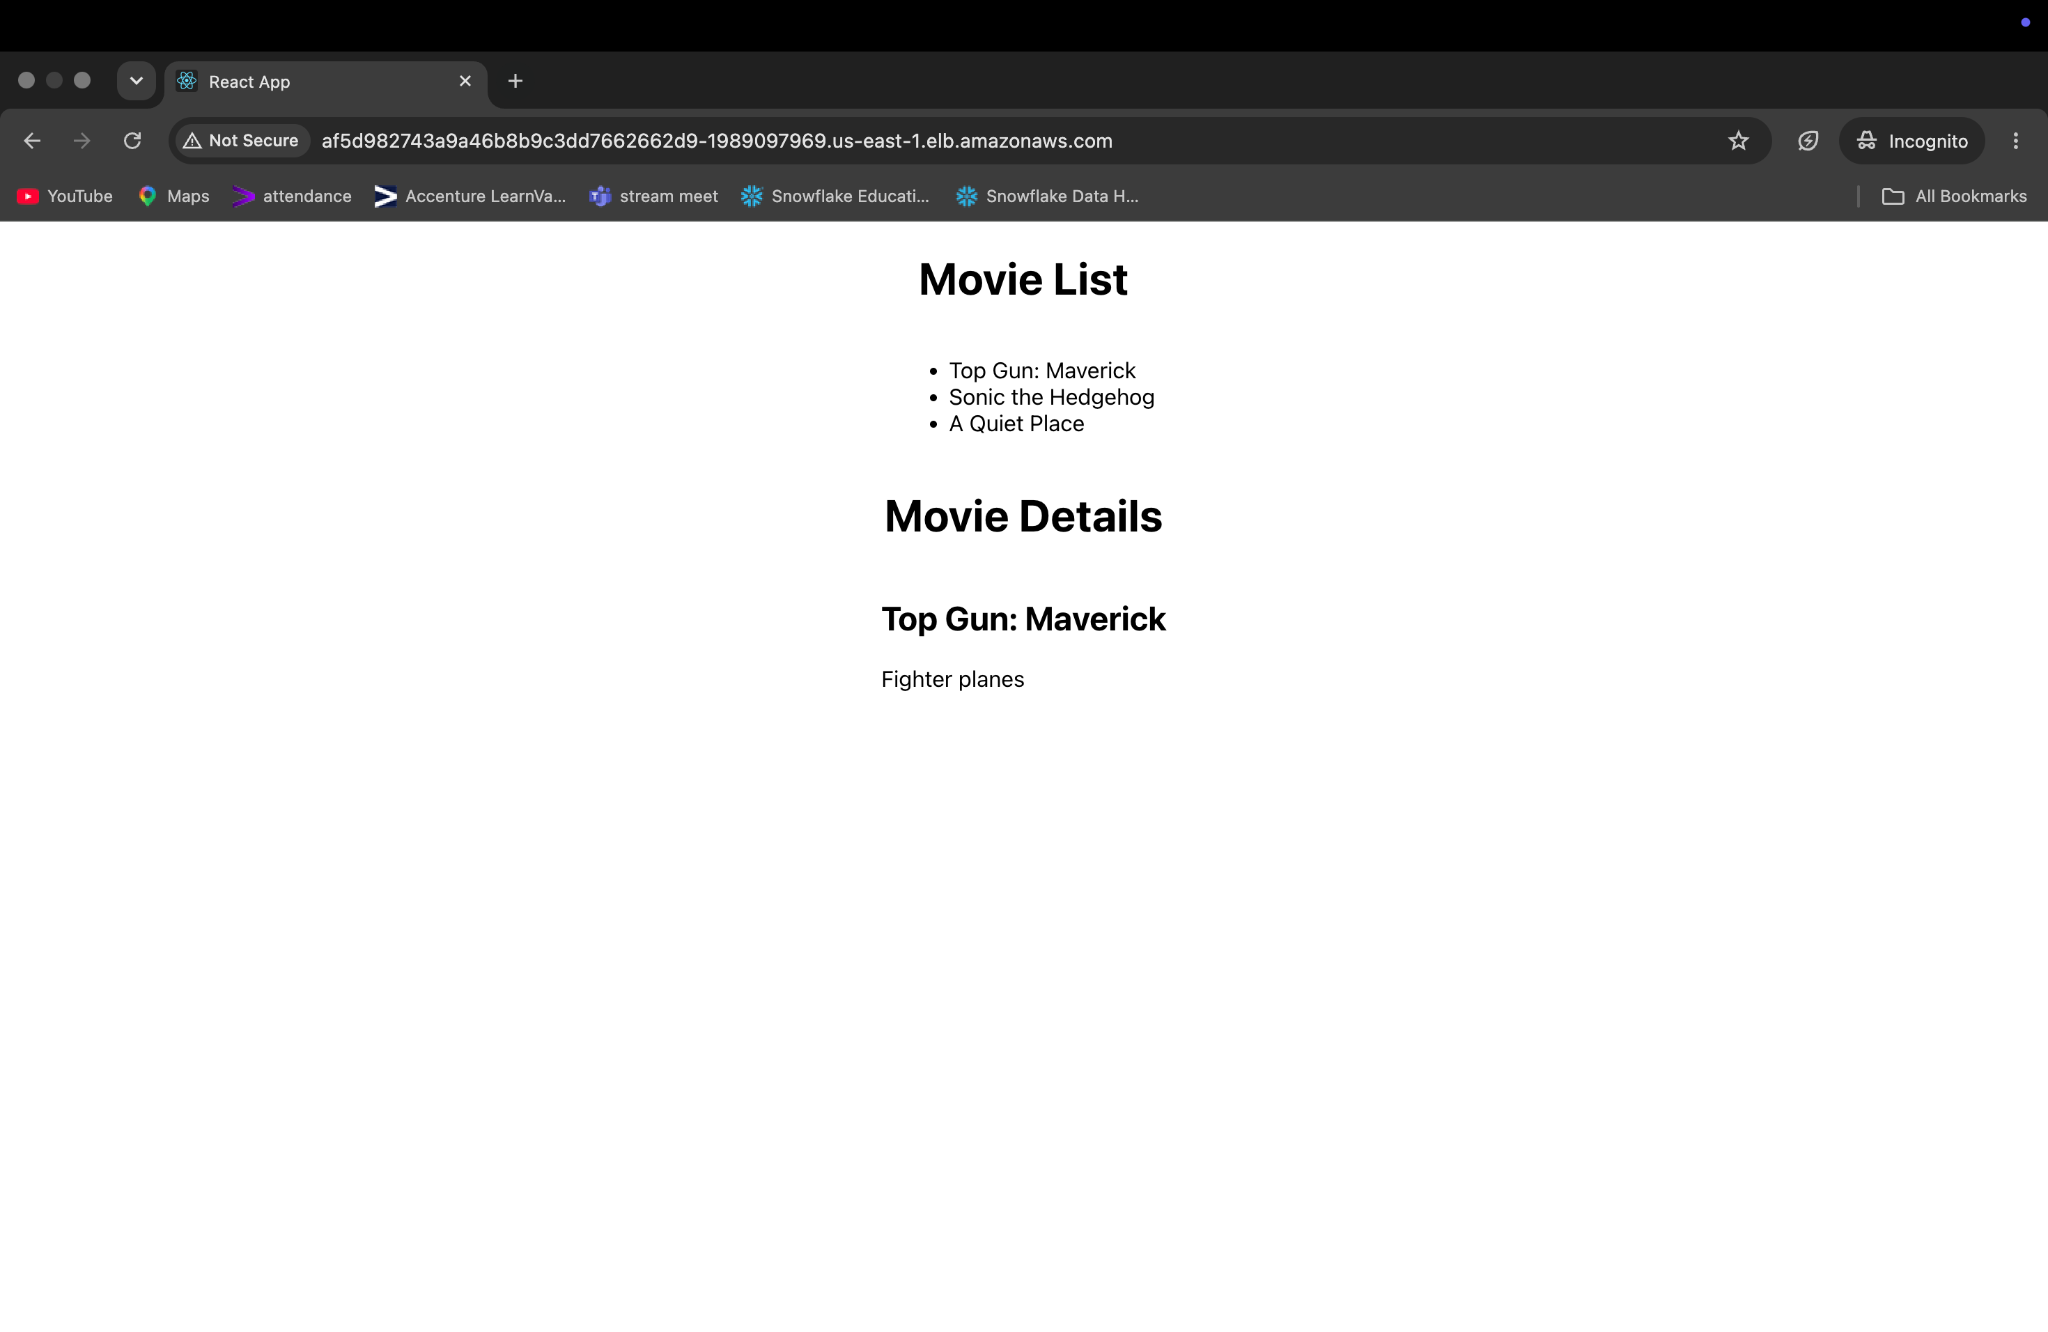 React App
Not Secure
af5d982743a9a46b8b9c3dd7662662d9-1989097969.us-east-1.elb.amazonaws.com
Incognito
YouTube
Maps
attendance
Accenture LearnVa...
stream meet
Snowflake Educati...
Snowflake Data H...
All Bookmarks
Movie List
Top Gun: Maverick
Sonic the Hedgehog
A Quiet Place
Movie Details
Top Gun: Maverick
Fighter planes